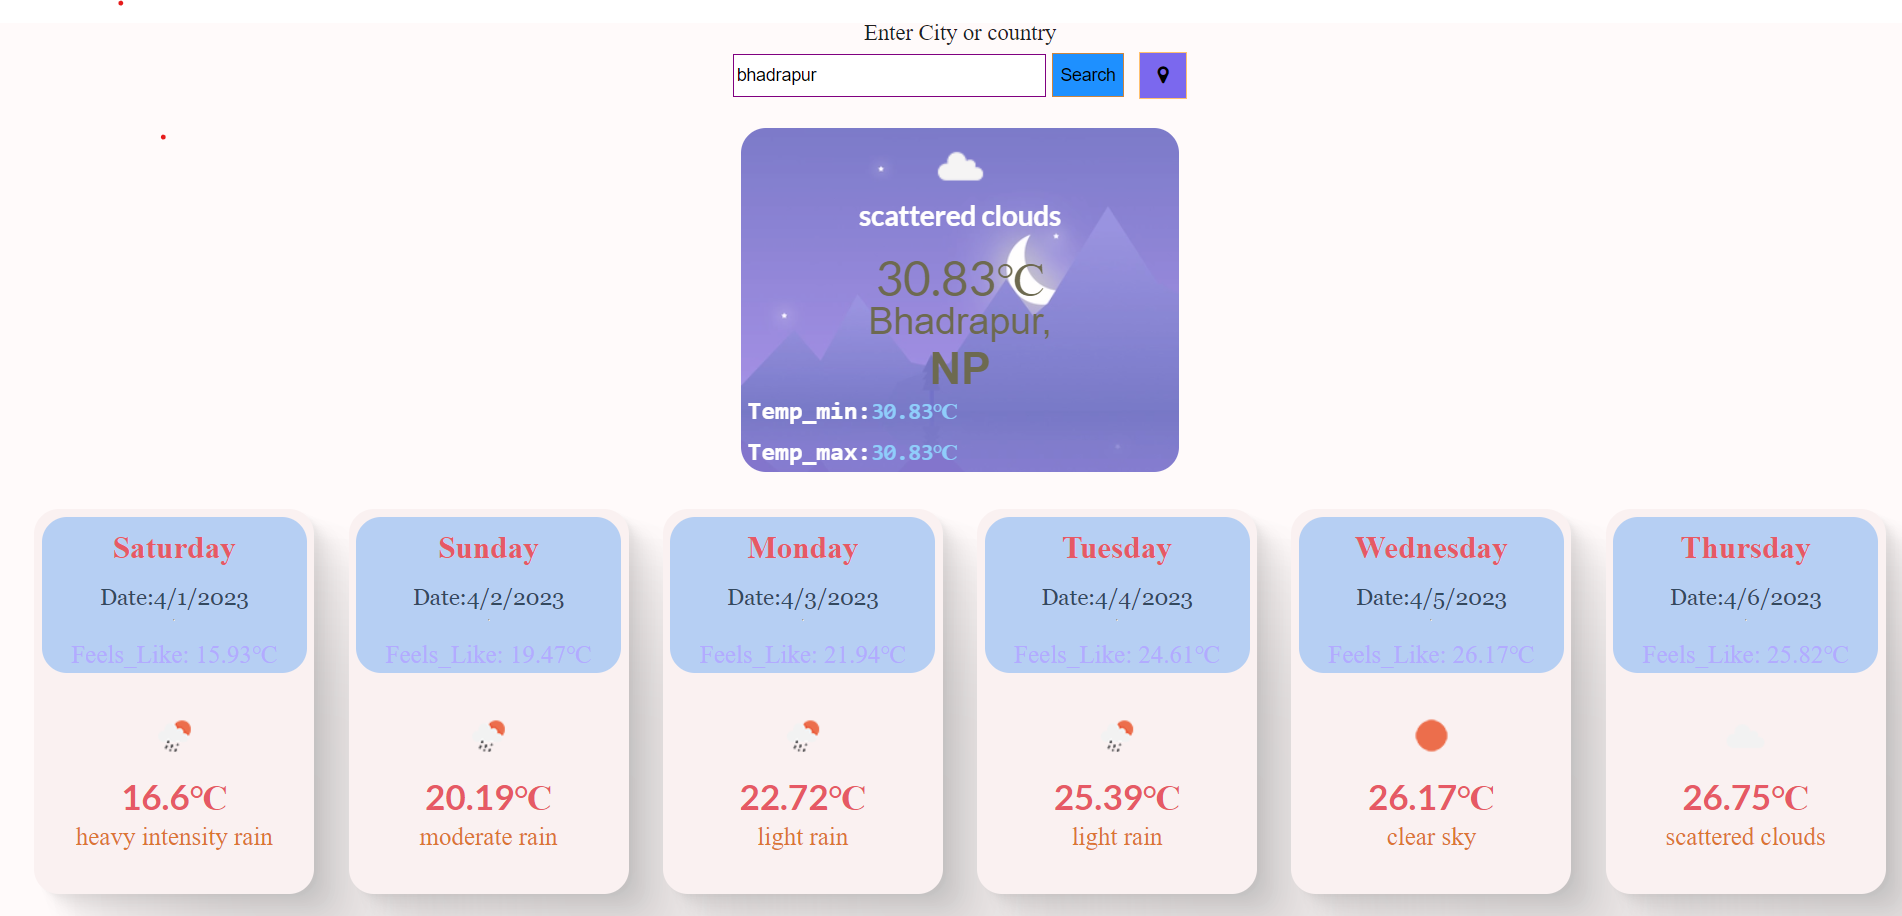 Enter City or country
bhadrapur
Search
scattered clouds
30.83°C
Bhadrapur,
NP
Temp_min:30.83°C
Temp_max:30.83°C
Saturday
Date:4/1/2023
Feels_Like: 15.93°C
16.6°C
heavy intensity rain
Sunday
Date:4/2/2023
Feels_Like: 19.47°C
20.19°C
moderate rain
Monday
Date:4/3/2023
Feels_Like: 21.94°C
22.72°C
light rain
Tuesday
Date:4/4/2023
Feels_Like: 24.61°C
25.39°C
light rain
Wednesday
Date:4/5/2023
Feels_Like: 26.17°C
26.17°C
clear sky
Thursday
Date:4/6/2023
Feels_Like: 25.82°C
26.75°C
scattered clouds